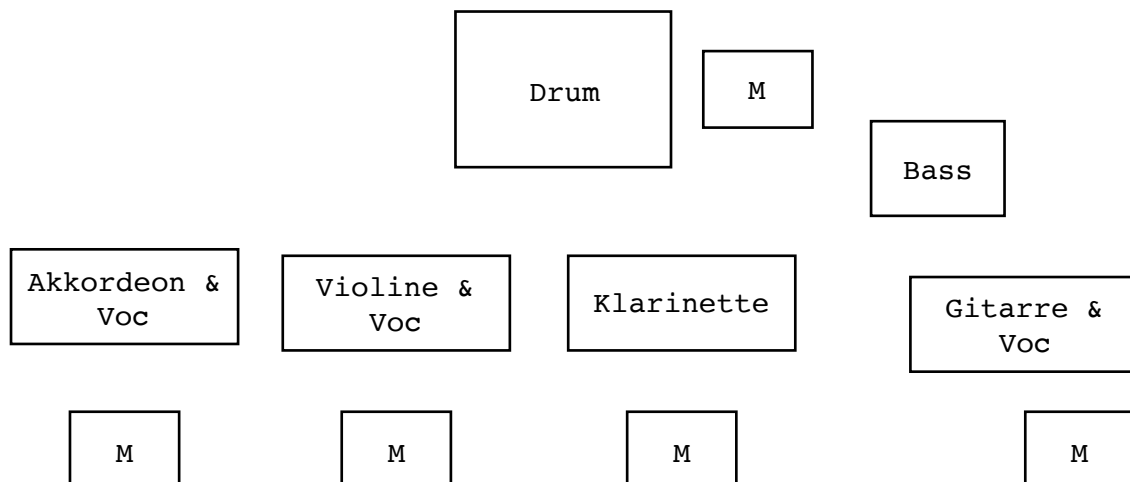 Drum
M
Bass
Akkordeon &
Voc
Violine &
Voc
Klarinette
Gitarre &
Voc
M
M
M
M